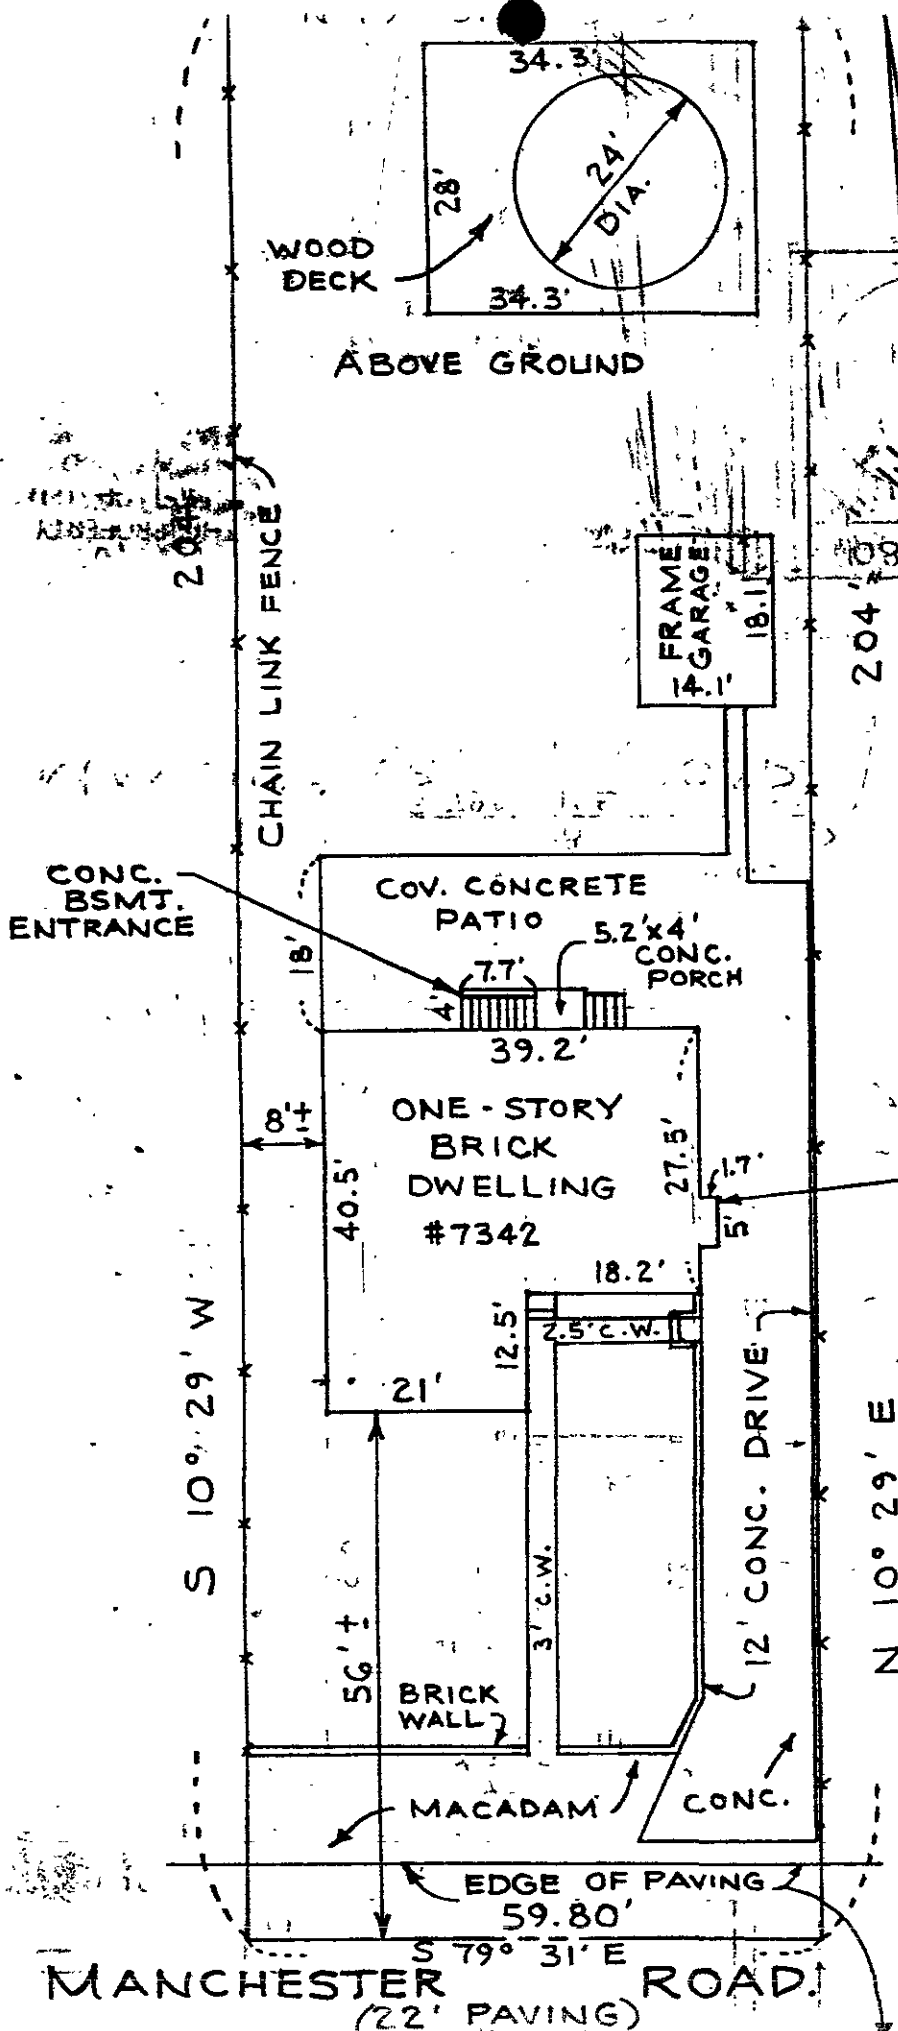 34.3'
28'
24'
DIA.
WOOD
DECK
34.3'
ABOVE GROUND
204'
CHAIN LINK FENCE
FRAME
GARAGE
18.1'
14.1'
204'
08
CONC.
BSMT.
ENTRANCE
COV. CONCRETE
PATIO
18'
7.7'
4'
5.2'x4'
CONC.
PORCH
39.2'
8'±
ONE-STORY
BRICK
DWELLING
#7342
40.5'
27.5'
1.7'
5'
18.2'
12.5'
2.5' C.W.
21'
S 10° 29' W
12' CONC. DRIVE
N 10° 29' E
3' C.W.
56'±
BRICK
WALL
MACADAM
CONC.
EDGE OF PAVING
59.80'
S 79° 31' E
MANCHESTER ROAD.
(22' PAVING)